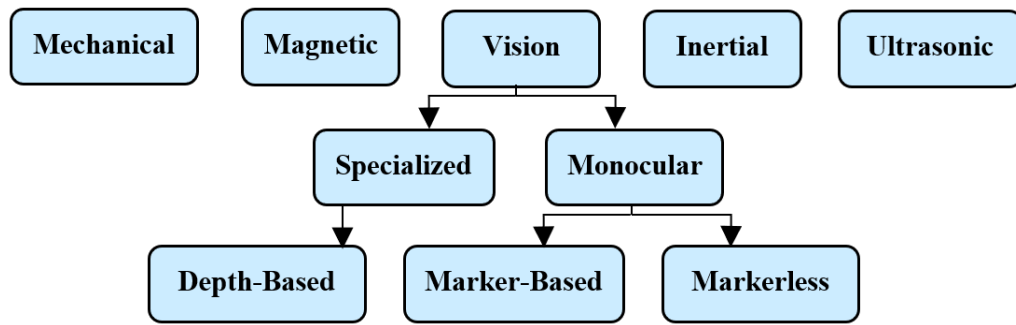 Mechanical
Magnetic
Vision
Inertial
Ultrasonic
Specialized
Monocular
Depth-Based
Marker-Based
Markerless